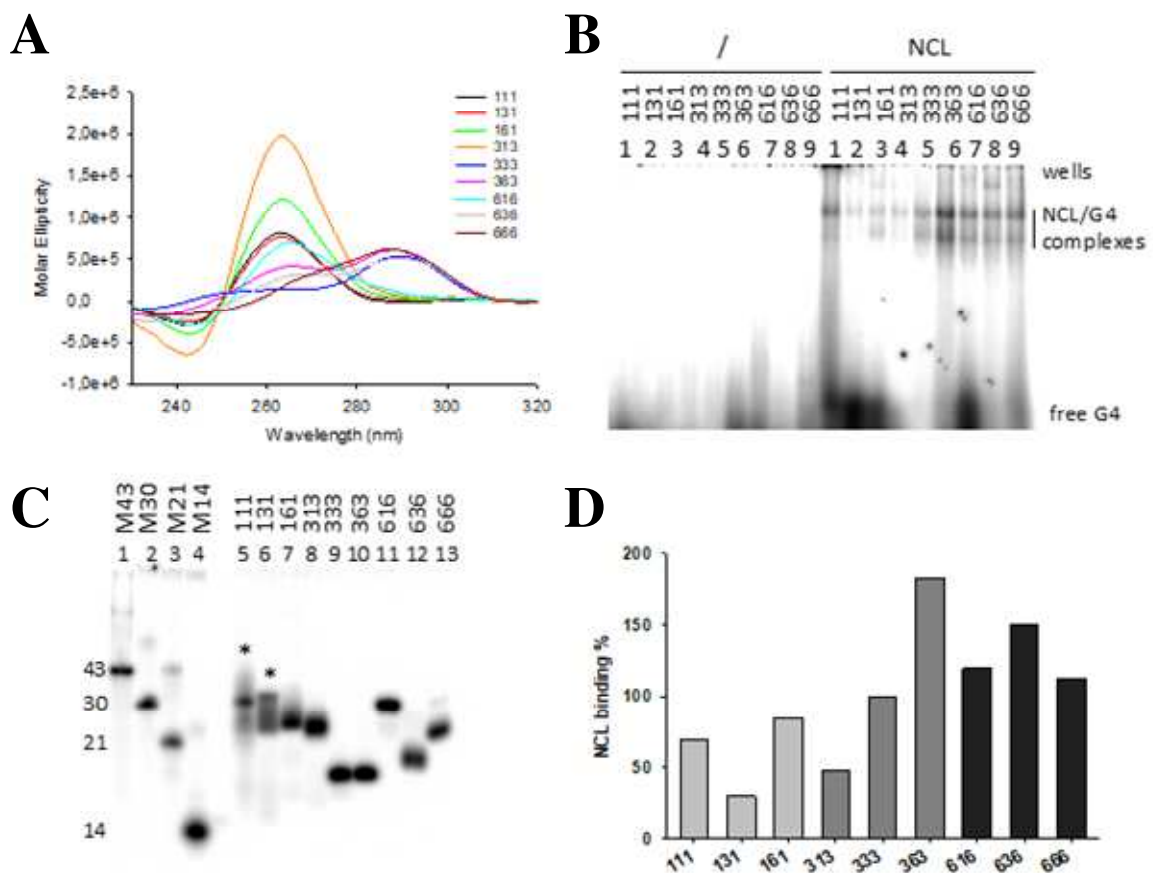 A
2.5e+6
2.0e+6
1.5e+6
1.0e+6
5.0e+5
0.0
-5.0e+5
-1.0e+6
Molar Ellipticity
240 260 280 300 320
Wavelength (nm)
111
131
161
313
333
363
616
636
666
B
/ NCL
111 131 161 313 333 363 616 636 666 111 131 161 313 333 363 616 636 666
1 2 3 4 5 6 7 8 9 1 2 3 4 5 6 7 8 9
wells
NCL/G4
complexes
free G4
C
M43 M30 M21 M14 111 131 161 313 333 363 616 636 666
1 2 3 4 5 6 7 8 9 10 11 12 13
* *
43
30
21
14
D
200
150
100
50
0
NCL binding %
111 131 161 313 333 363 616 636 666